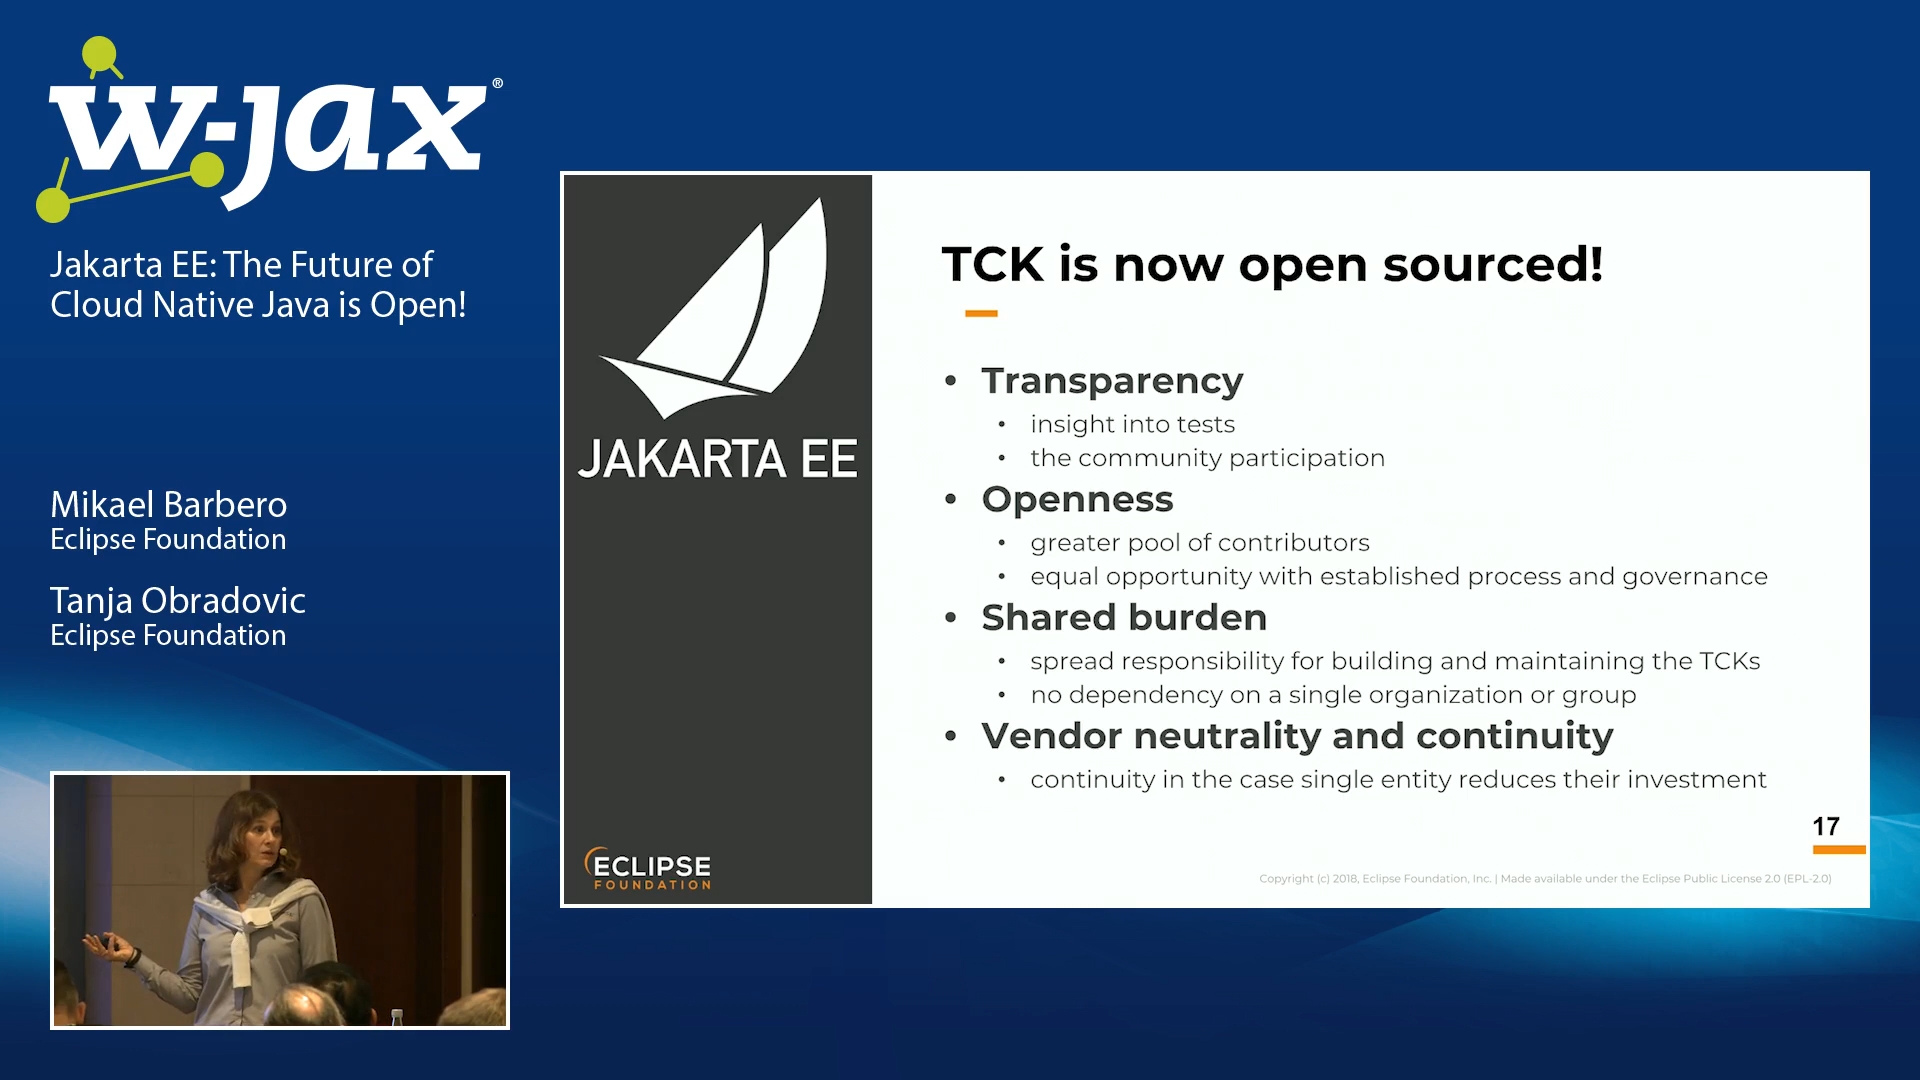 w-jax®
Jakarta EE: The Future of
Cloud Native Java is Open!
Mikael Barbero
Eclipse Foundation
Tanja Obradovic
Eclipse Foundation
JAKARTA EE
ECLIPSE
FOUNDATION
TCK is now open sourced!
• Transparency
• insight into tests
• the community participation
• Openness
• greater pool of contributors
• equal opportunity with established process and governance
• Shared burden
• spread responsibility for building and maintaining the TCKs
• no dependency on a single organization or group
• Vendor neutrality and continuity
• continuity in the case single entity reduces their investment
17
Copyright (c) 2018, Eclipse Foundation, Inc. | Made available under the Eclipse Public License 2.0 (EPL-2.0)